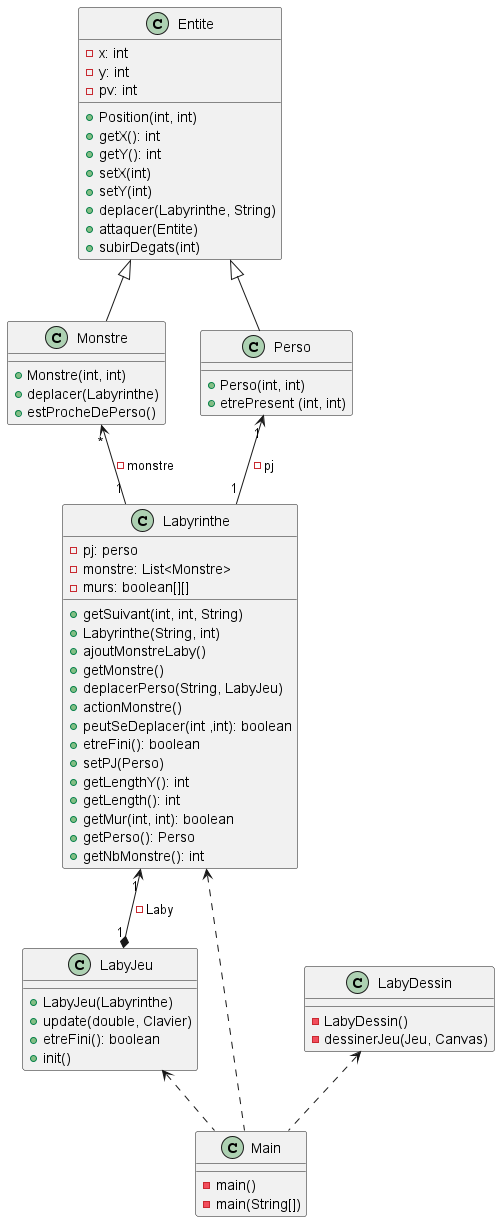 C Entite
x: int
y: int
pv: int
Position(int, int)
getX(): int
getY(): int
setX(int)
setY(int)
deplacer(Labyrinthe, String)
attaquer(Entite)
subirDegats(int)
C Monstre
Monstre(int, int)
deplacer(Labyrinthe)
estProcheDePerso()
C Perso
Perso(int, int)
etrePresent (int, int)
*
monstre
1
1
pj
1
C Labyrinthe
pj: perso
monstre: List<Monstre>
murs: boolean[][]
getSuivant(int, int, String)
Labyrinthe(String, int)
ajoutMonstreLaby()
getMonstre()
deplacerPerso(String, LabyJeu)
actionMonstre()
peutSeDeplacer(int ,int): boolean
etreFini(): boolean
setPJ(Perso)
getLengthY(): int
getLength(): int
getMur(int, int): boolean
getPerso(): Perso
getNbMonstre(): int
1
Laby
1
C LabyJeu
LabyJeu(Labyrinthe)
update(double, Clavier)
etreFini(): boolean
init()
C LabyDessin
LabyDessin()
dessinerJeu(Jeu, Canvas)
C Main
main()
main(String[])